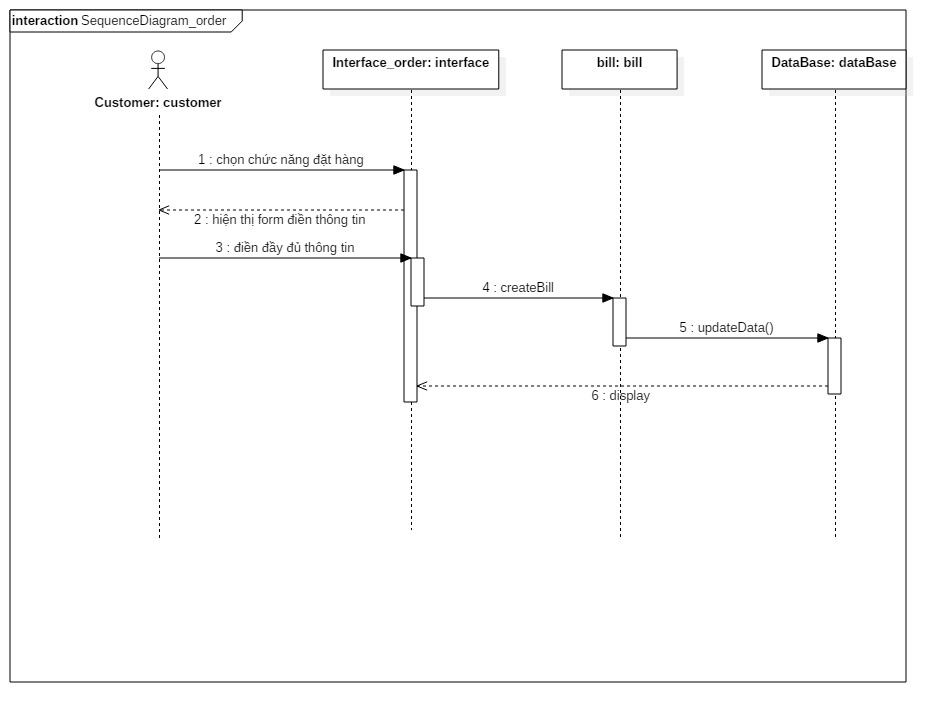 interaction SequenceDiagram_order
Customer: customer
Interface_order: interface
bill: bill
DataBase: dataBase
1 : chọn chức năng đặt hàng
2 : hiện thị form điền thông tin
3 : điền đầy đủ thông tin
4 : createBill
5 : updateData()
6 : display